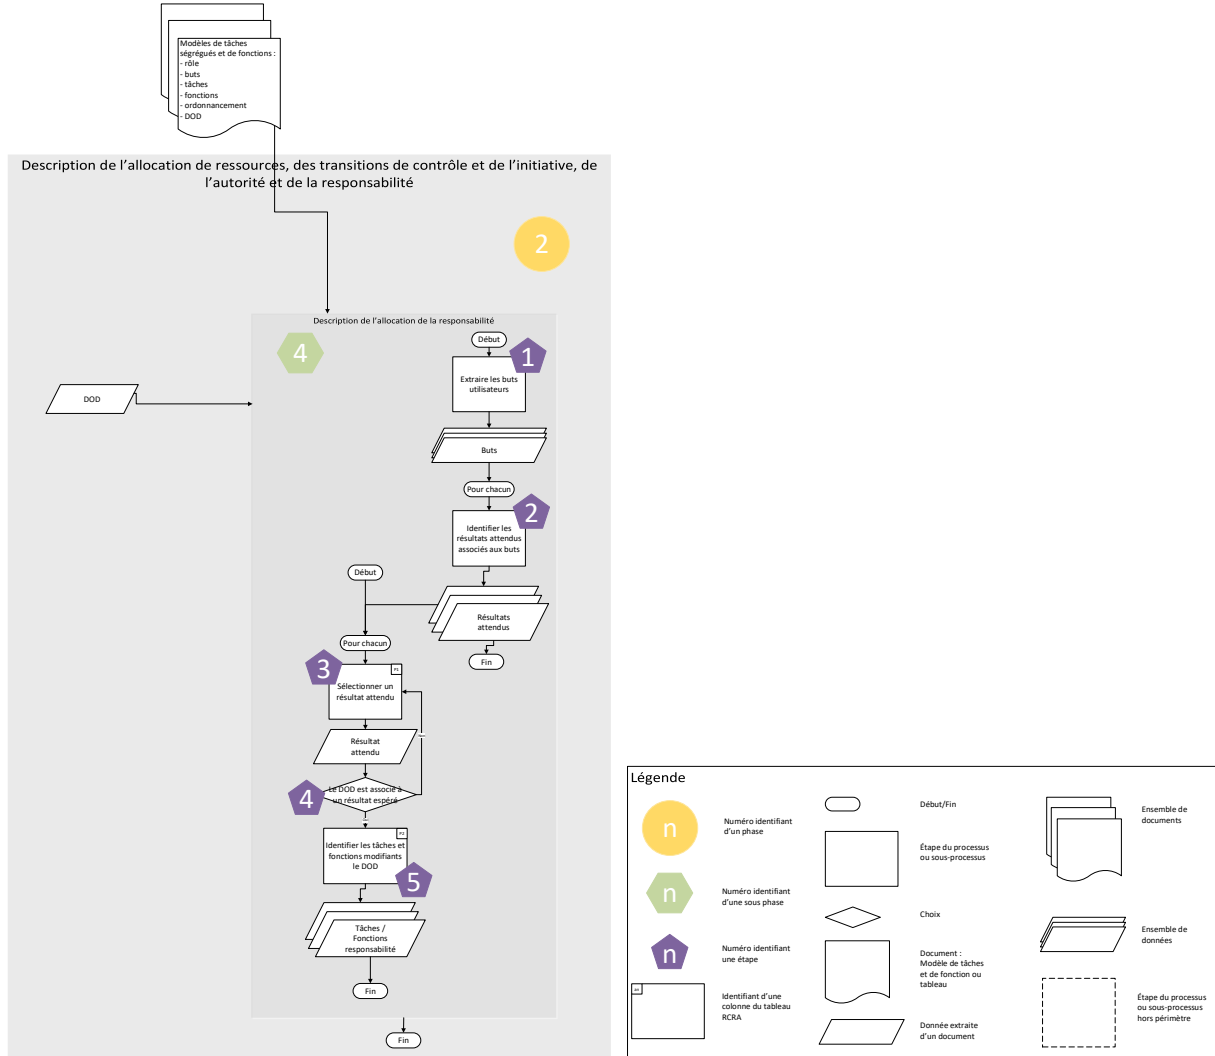 Modèles de tâches
ségrégués et de fonctions :
- rôle
- buts
- tâches
- fonctions
- ordonnancement
- DOD
Description de l'allocation de ressources, des transitions de contrôle et de l'initiative, de
l'autorité et de la responsabilité
2
Description de l'allocation de la responsabilité
4
Début
1
Extraire les buts
utilisateurs
DOD
Buts
Pour chacun
2
Identifier les
résultats attendus
associés aux buts
Début
Résultats
attendus
Pour chacun
Fin
3
P1
Sélectionner un
résultat attendu
Résultat
attendu
4
Le DOD est associé à
un résultat espéré
P2
Identifier les tâches et
fonctions modifiants
le DOD
5
Tâches /
Fonctions
responsabilité
Fin
Fin
Légende
n
Numéro identifiant
d'un phase
n
Numéro identifiant
d'une sous phase
n
Numéro identifiant
une étape
Identifiant d'une
colonne du tableau
RCRA
Début/Fin
Étape du processus
ou sous-processus
Choix
Document :
Modèle de tâches
et de fonction ou
tableau
Donnée extraite
d'un document
Ensemble de
documents
Ensemble de
données
Étape du processus
ou sous-processus
hors périmètre